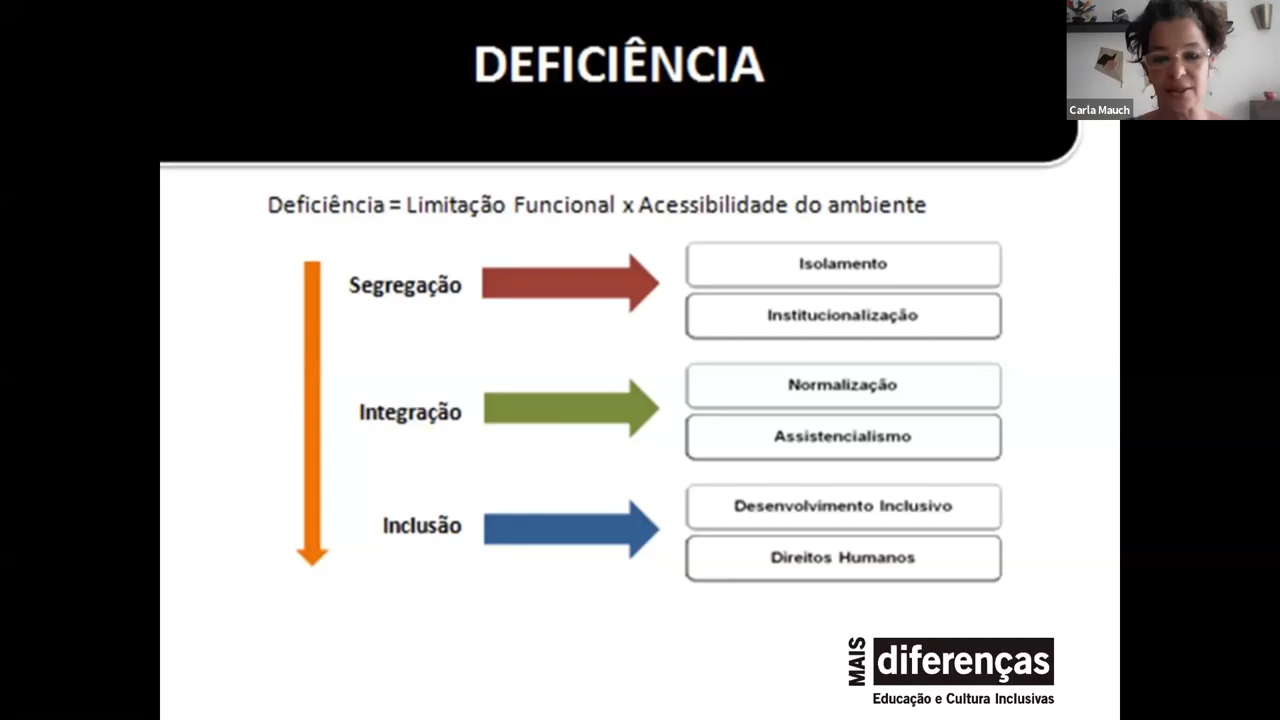 DEFICIÊNCIA
Carla Mauch
Deficiência = Limitação Funcional x Acessibilidade do ambiente
Segregação
Isolamento
Institucionalização
Integração
Normalização
Assistencialismo
Inclusão
Desenvolvimento Inclusivo
Direitos Humanos
MAIS
diferenças
Educação e Cultura Inclusivas